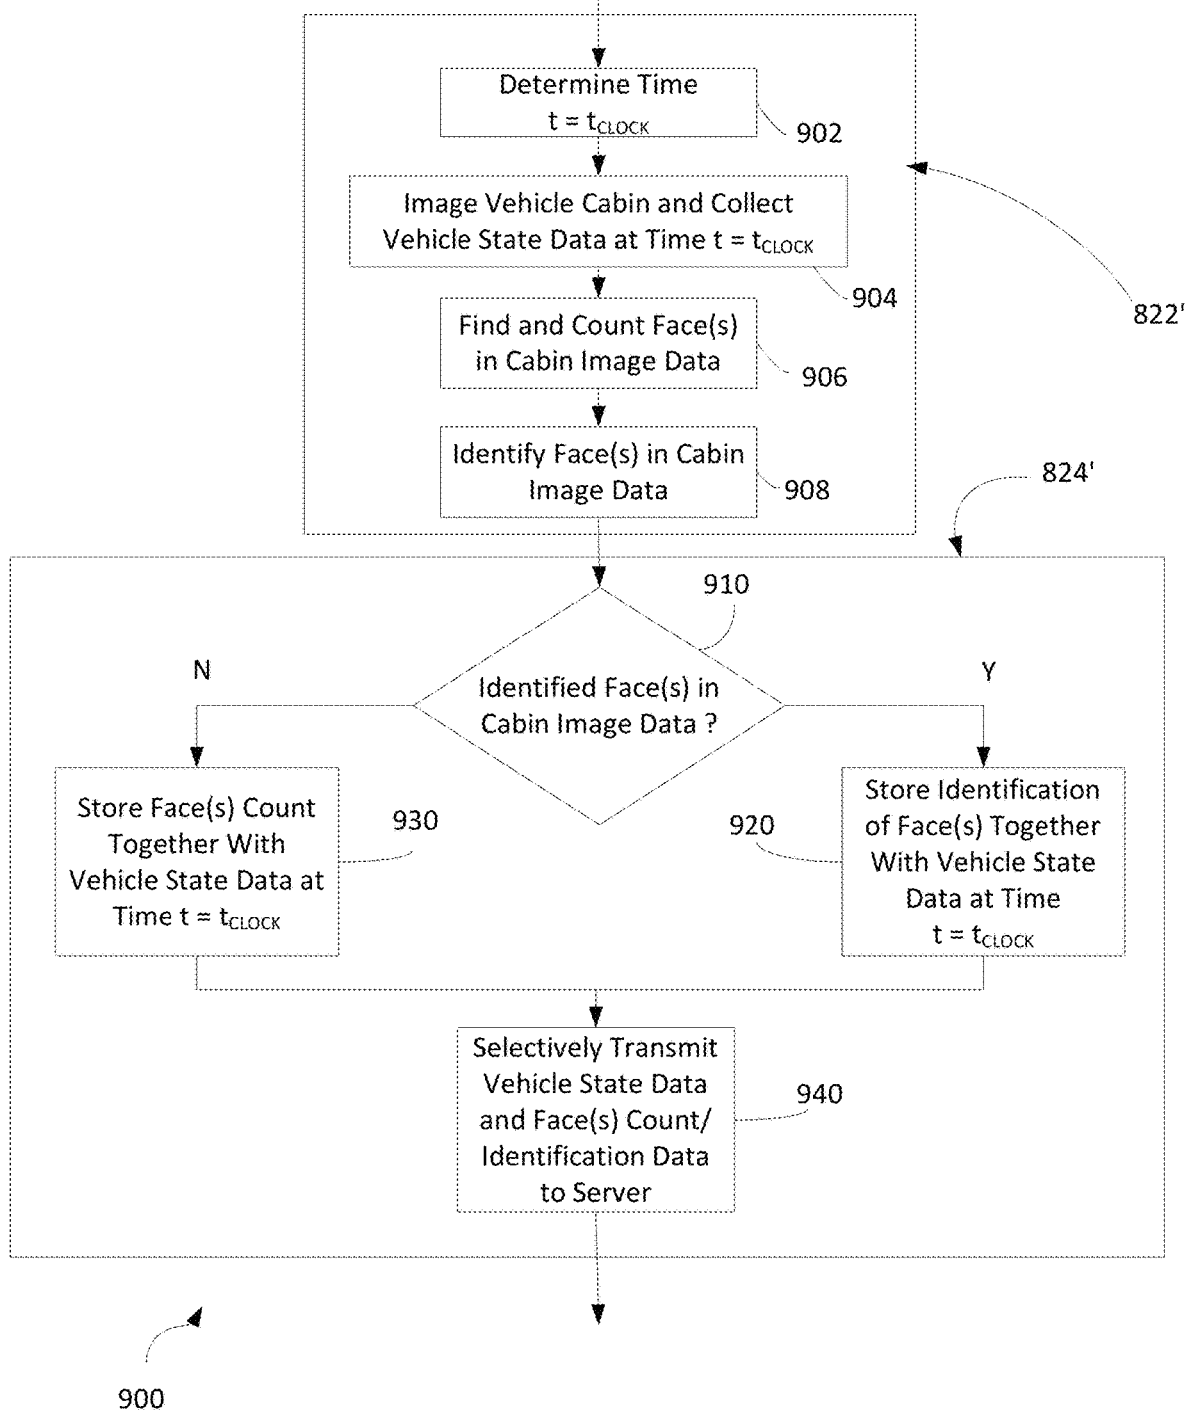 Determine Time
t = tCLOCK
902
Image Vehicle Cabin and Collect
Vehicle State Data at Time t = tCLOCK
904
822'
Find and Count Face(s)
in Cabin Image Data
906
Identify Face(s) in Cabin
Image Data
908
824'
910
N
Y
Identified Face(s) in
Cabin Image Data ?
Store Face(s) Count
Together With
Vehicle State Data at
Time t = tCLOCK
930
920
Store Identification
of Face(s) Together
With Vehicle State
Data at Time
t = tCLOCK
Selectively Transmit
Vehicle State Data
and Face(s) Count/
Identification Data
to Server
940
900